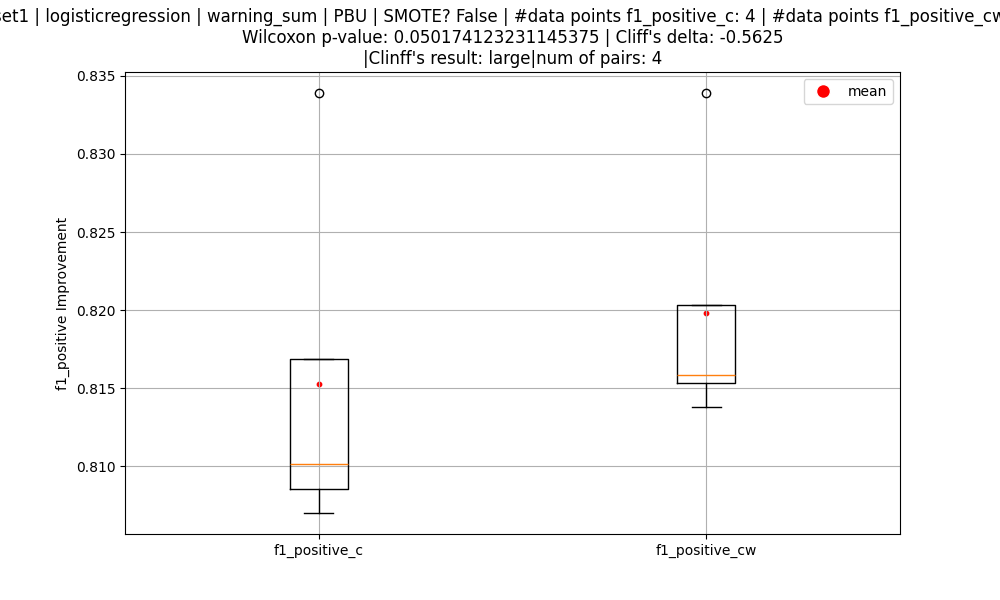 set1 | logisticregression | warning_sum | PBU | SMOTE? False | #data points f1_positive_c: 4 | #data points f1_positive_cw
Wilcoxon p-value: 0.050174123231145375 | Cliff's delta: -0.5625
|Clinff's result: large|num of pairs: 4
mean
0.835
0.830
0.825
0.820
0.815
0.810
f1_positive Improvement
f1_positive_c
f1_positive_cw